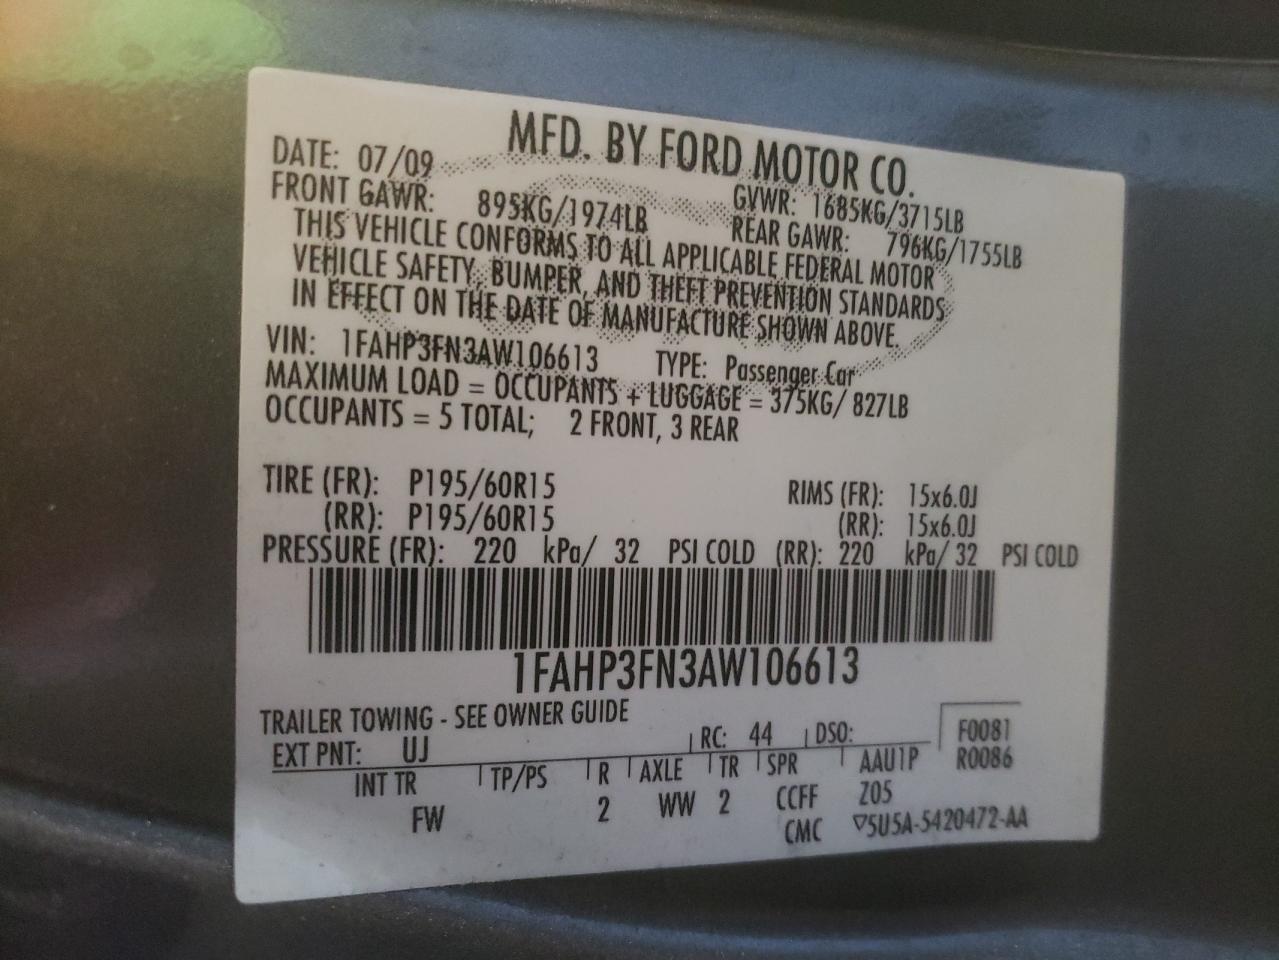 MFD. BY FORD MOTOR CO.
DATE: 07/09 GVWR: 1685KG/3715LB
FRONT GAWR: 895KG/1974LB REAR GAWR: 796KG/1755LB
THIS VEHICLE CONFORMS TO ALL APPLICABLE FEDERAL MOTOR
VEHICLE SAFETY, BUMPER, AND THEFT PREVENTION STANDARDS
IN EFFECT ON THE DATE OF MANUFACTURE SHOWN ABOVE.
VIN: 1FAHP3FN3AW106613 TYPE: Passenger Car
MAXIMUM LOAD = OCCUPANTS + LUGGAGE = 375KG/ 827LB
OCCUPANTS = 5 TOTAL; 2 FRONT, 3 REAR
TIRE (FR): P195/60R15 RIMS (FR): 15x6.0J
(RR): P195/60R15 (RR): 15x6.0J
PRESSURE (FR): 220 kPa/ 32 PSI COLD (RR): 220 kPa/ 32 PSI COLD
1FAHP3FN3AW106613
TRAILER TOWING - SEE OWNER GUIDE
EXT PNT: UJ RC: 44 DSO: F0081
INT TR TP/PS R AXLE TR SPR AAU1P R0086
FW 2 WW 2 CCFF Z05
CMC ▽5U5A-5420472-AA